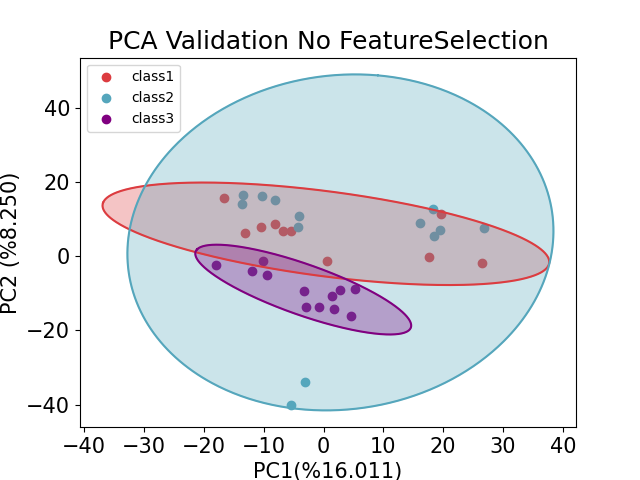 PCA Validation No FeatureSelection
class1
class2
class3
40
20
0
−20
−40
PC2 (%8.250)
−40 −30 −20 −10 0 10 20 30 40
PC1(%16.011)